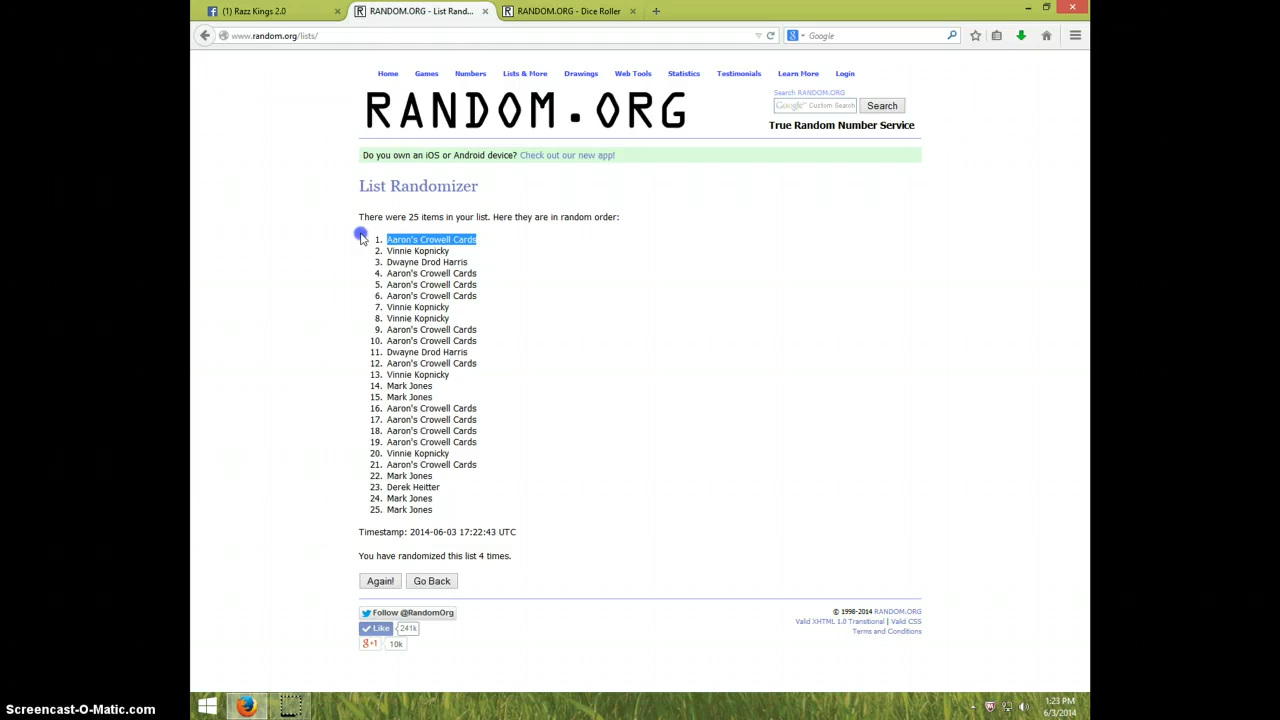 (1) Razz Kings 2.0
RANDOM.ORG - List Rand...
RANDOM.ORG - Dice Roller
www.random.org/lists/
Google
Home Games Numbers Lists & More Drawings Web Tools Statistics Testimonials Learn More Login
RANDOM.ORG
Search RANDOM.ORG
Google™ Custom Search
Search
True Random Number Service
Do you own an iOS or Android device? Check out our new app!
List Randomizer
There were 25 items in your list. Here they are in random order:
1. Aaron's Crowell Cards
2. Vinnie Kopnicky
3. Dwayne Drod Harris
4. Aaron's Crowell Cards
5. Aaron's Crowell Cards
6. Aaron's Crowell Cards
7. Vinnie Kopnicky
8. Vinnie Kopnicky
9. Aaron's Crowell Cards
10. Aaron's Crowell Cards
11. Dwayne Drod Harris
12. Aaron's Crowell Cards
13. Vinnie Kopnicky
14. Mark Jones
15. Mark Jones
16. Aaron's Crowell Cards
17. Aaron's Crowell Cards
18. Aaron's Crowell Cards
19. Aaron's Crowell Cards
20. Vinnie Kopnicky
21. Aaron's Crowell Cards
22. Mark Jones
23. Derek Heitter
24. Mark Jones
25. Mark Jones
Timestamp: 2014-06-03 17:22:43 UTC
You have randomized this list 4 times.
Again! Go Back
Follow @RandomOrg
Like 241k
g+1 10k
© 1998-2014 RANDOM.ORG
Valid XHTML 1.0 Transitional | Valid CSS
Terms and Conditions
Screencast-O-Matic.com
1:23 PM
6/3/2014